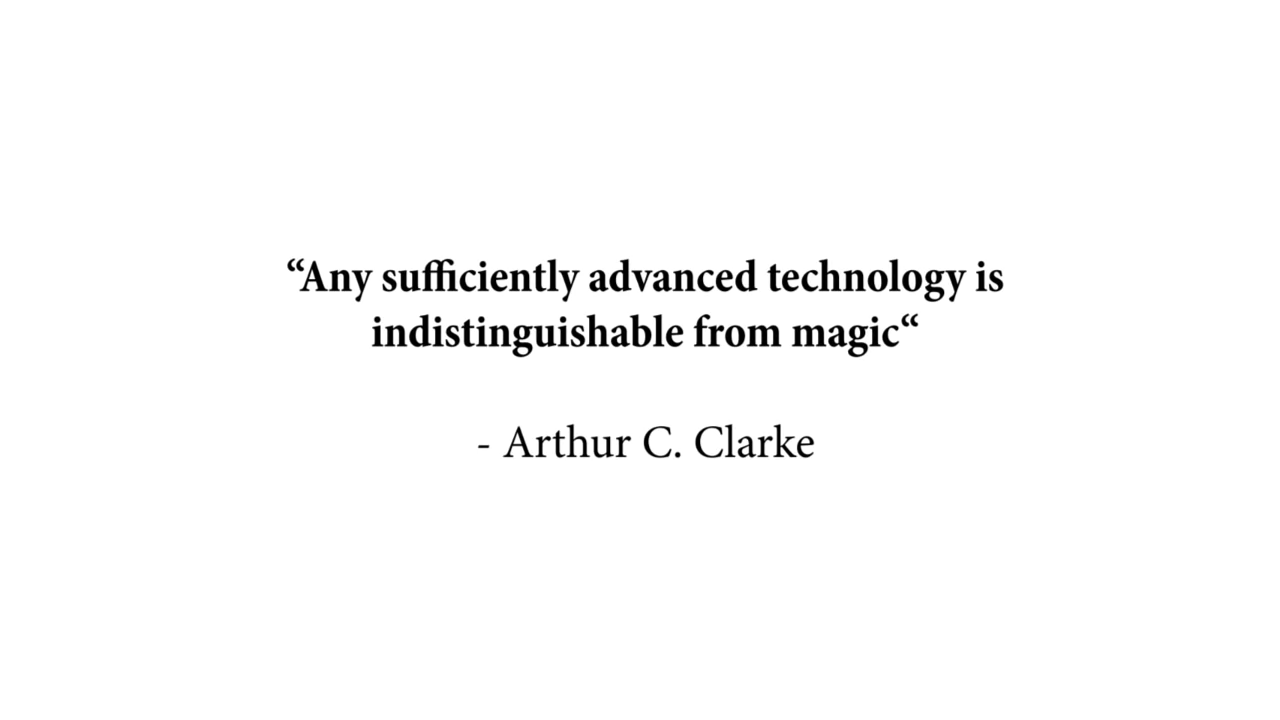 “Any sufficiently advanced technology is
indistinguishable from magic“
- Arthur C. Clarke